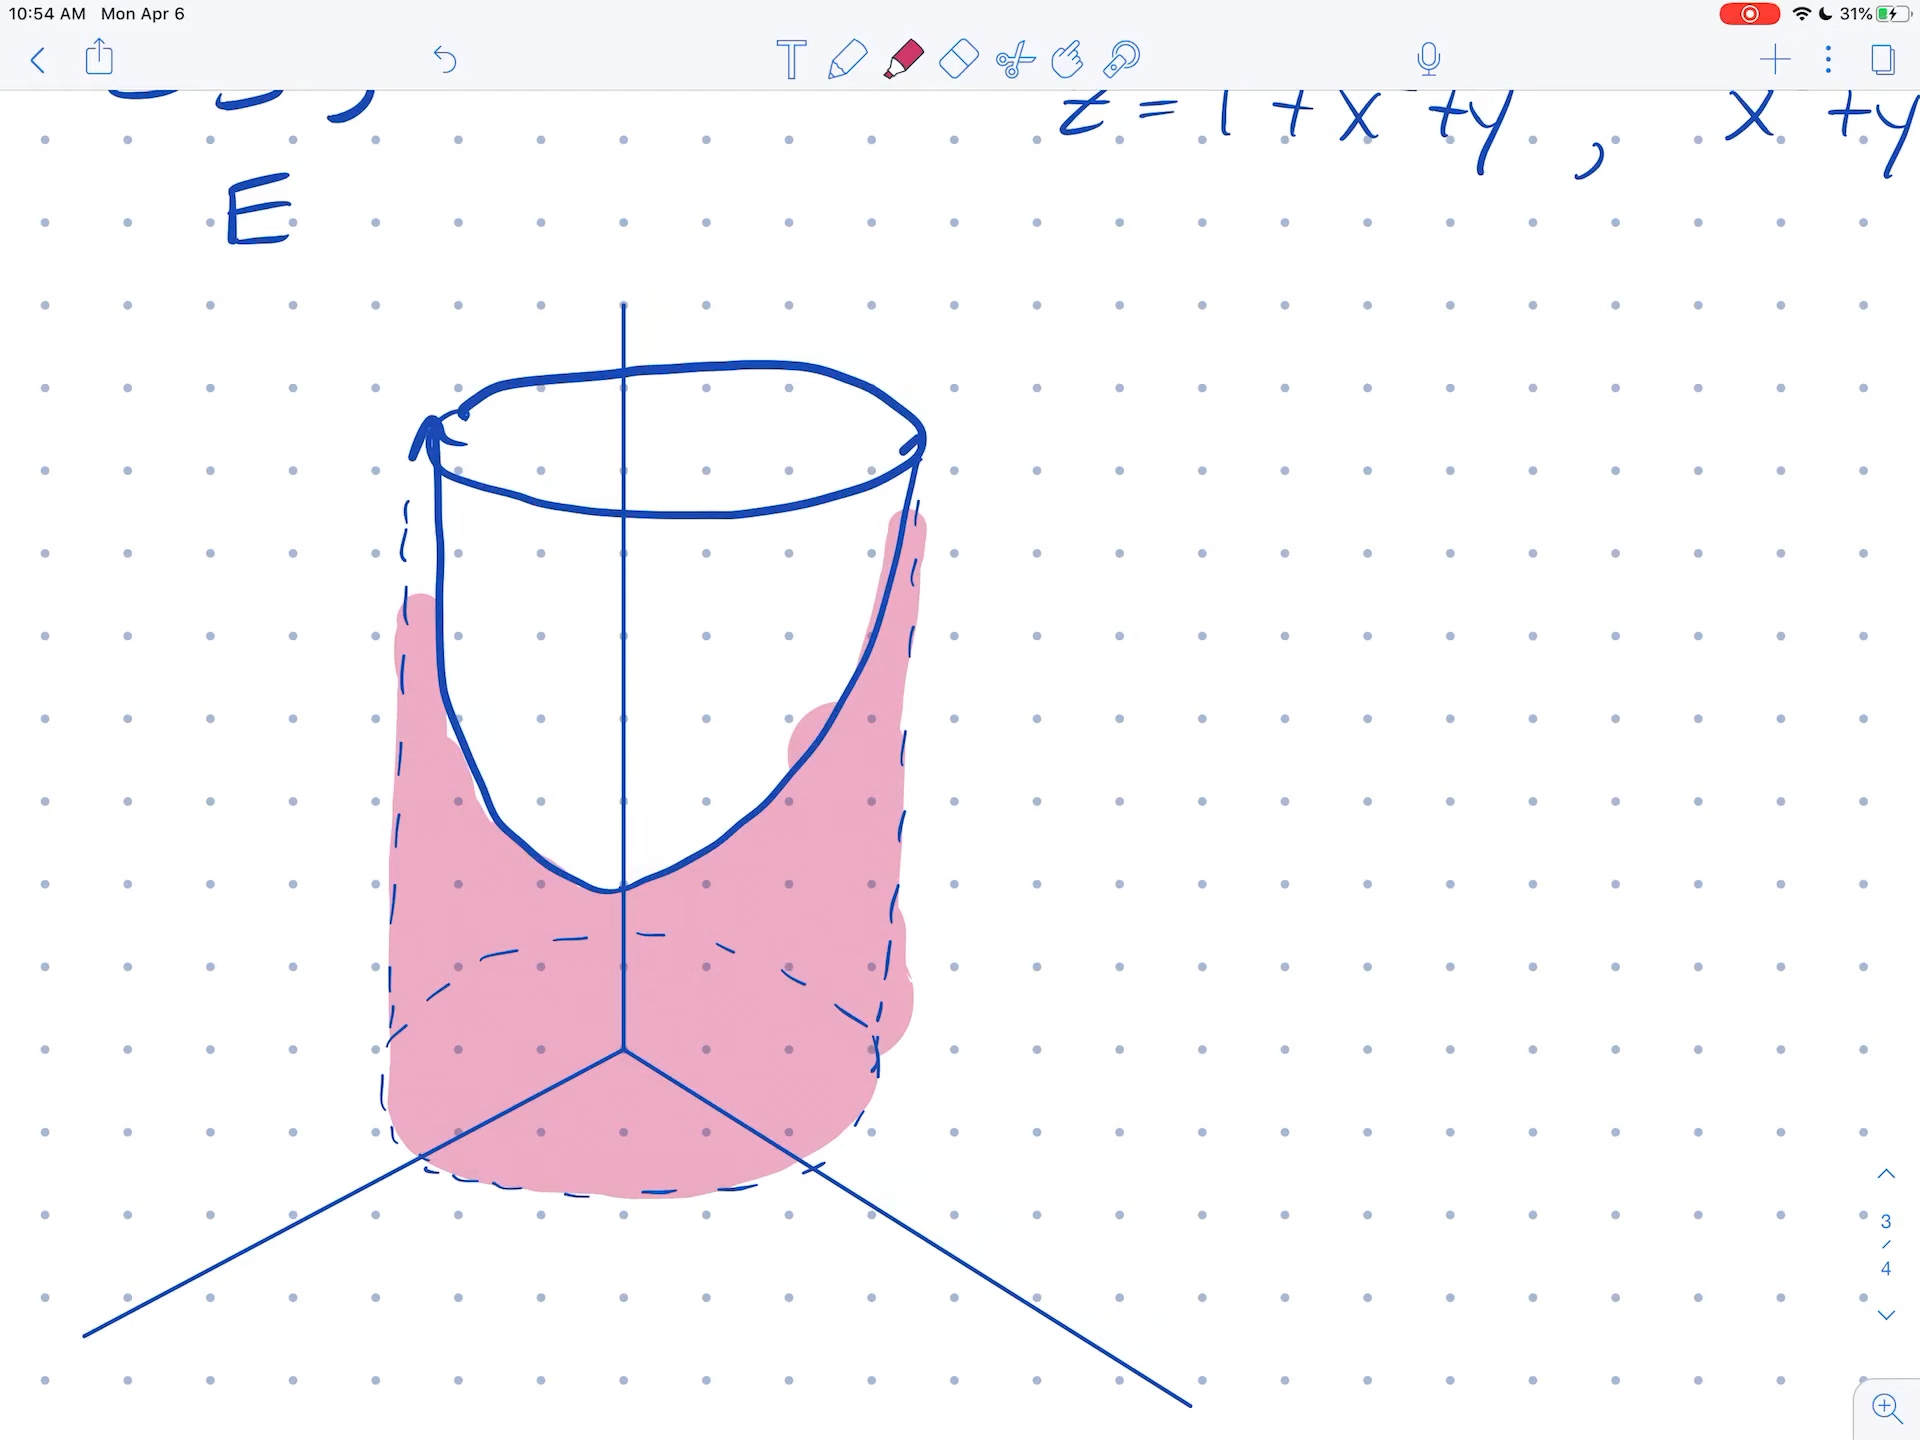 10:54 AM Mon Apr 6
31%
T
z = 1 + x + y , x + y
E
3
/
4